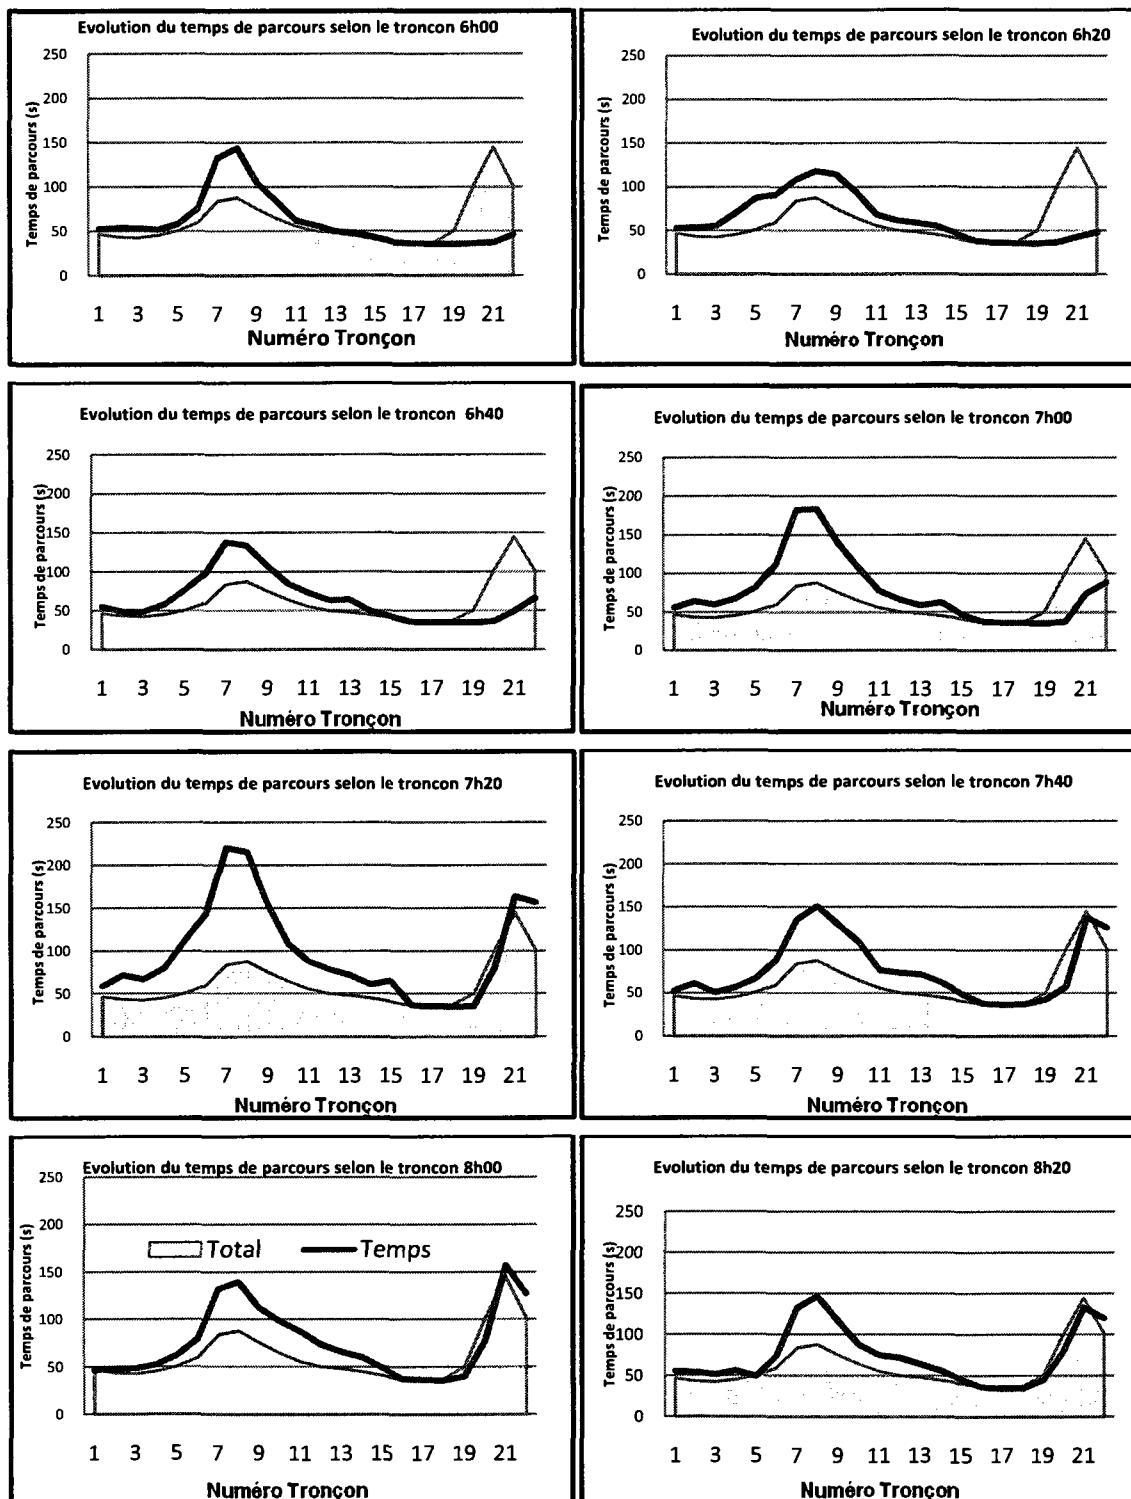 Evolution du temps de parcours selon le troncon 6h00
250
200
150
100
50
0
Temps de parcours (s)
1 3 5 7 9 11 13 15 17 19 21
Numéro Tronçon
Evolution du temps de parcours selon le troncon 6h20
250
200
150
100
50
0
Temps de parcours (s)
1 3 5 7 9 11 13 15 17 19 21
Numéro Tronçon
Evolution du temps de parcours selon le troncon 6h40
250
200
150
100
50
0
Temps de parcours (s)
1 3 5 7 9 11 13 15 17 19 21
Numéro Tronçon
Evolution du temps de parcours selon le troncon 7h00
250
200
150
100
50
0
Temps de parcours (s)
1 3 5 7 9 11 13 15 17 19 21
Numéro Tronçon
Evolution du temps de parcours selon le troncon 7h20
250
200
150
100
50
0
Temps de parcours (s)
1 3 5 7 9 11 13 15 17 19 21
Numéro Tronçon
Evolution du temps de parcours selon le troncon 7h40
250
200
150
100
50
0
Temps de parcours (s)
1 3 5 7 9 11 13 15 17 19 21
Numéro Tronçon
Evolution du temps de parcours selon le troncon 8h00
250
200
150
100
50
0
Temps de parcours (s)
Total Temps
1 3 5 7 9 11 13 15 17 19 21
Numéro Tronçon
Evolution du temps de parcours selon le troncon 8h20
250
200
150
100
50
0
Temps de parcours (s)
1 3 5 7 9 11 13 15 17 19 21
Numéro Tronçon